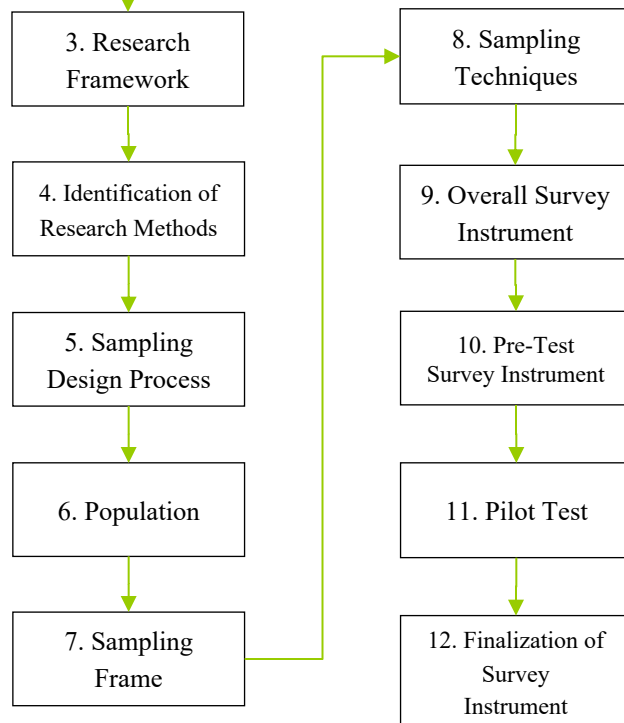 3. Research
Framework
4. Identification of
Research Methods
5. Sampling
Design Process
6. Population
7. Sampling
Frame
8. Sampling
Techniques
9. Overall Survey
Instrument
10. Pre-Test
Survey Instrument
11. Pilot Test
12. Finalization of
Survey
Instrument